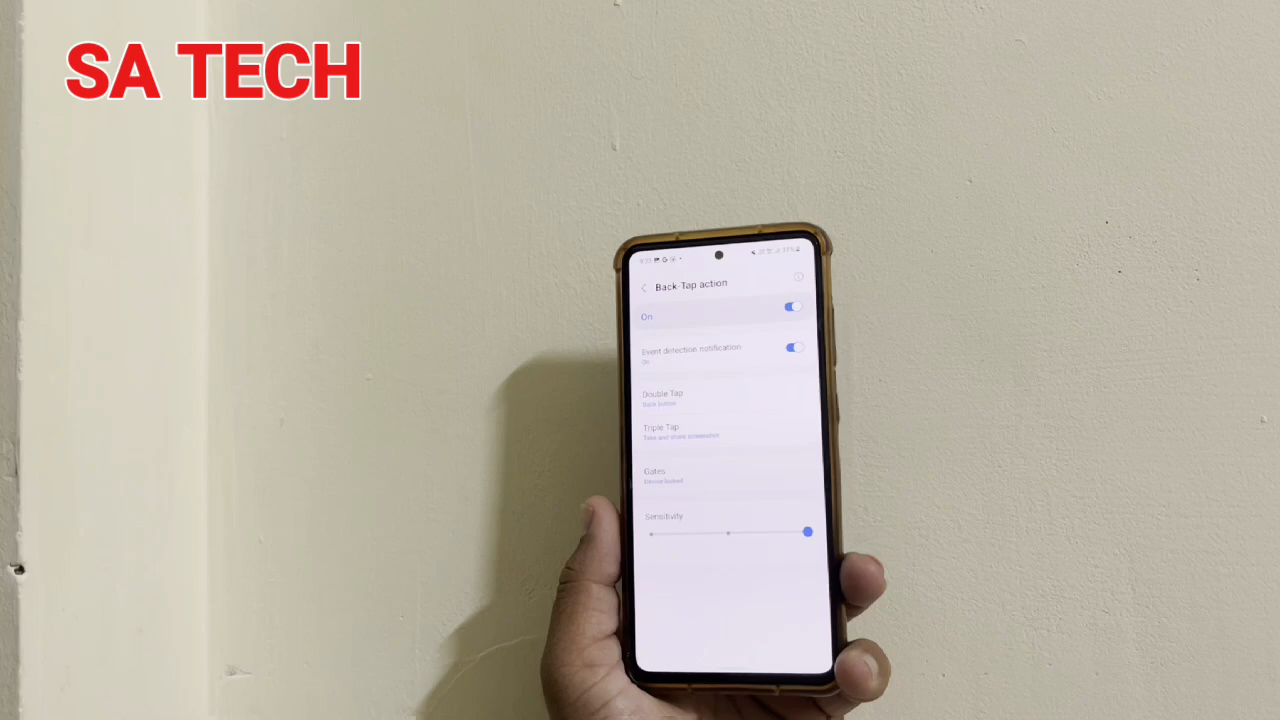 SA TECH
Back-Tap action
On
Event detection notification
On
Double Tap
Back button
Triple Tap
Take and share screenshot
Gates
Device locked
Sensitivity